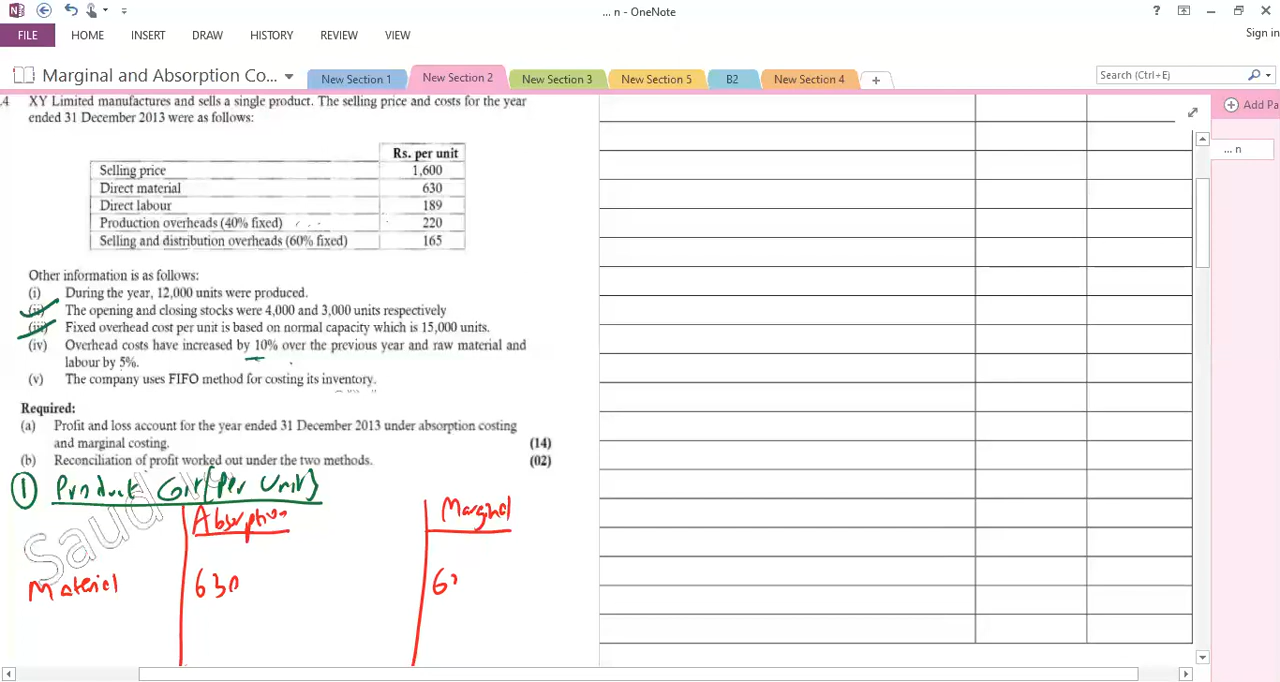 ... n - OneNote
Sign in
FILE HOME INSERT DRAW HISTORY REVIEW VIEW
Marginal and Absorption Co... New Section 1 New Section 2 New Section 3 New Section 5 B2 New Section 4
Search (Ctrl+E)
Add Pa
... n
.4 XY Limited manufactures and sells a single product. The selling price and costs for the year
ended 31 December 2013 were as follows:
Rs. per unit
Selling price 1,600
Direct material 630
Direct labour 189
Production overheads (40% fixed) 220
Selling and distribution overheads (60% fixed) 165
Other information is as follows:
(i) During the year, 12,000 units were produced.
(ii) The opening and closing stocks were 4,000 and 3,000 units respectively
(iii) Fixed overhead cost per unit is based on normal capacity which is 15,000 units.
(iv) Overhead costs have increased by 10% over the previous year and raw material and
labour by 5%.
(v) The company uses FIFO method for costing its inventory.
Required:
(a) Profit and loss account for the year ended 31 December 2013 under absorption costing
and marginal costing. (14)
(b) Reconciliation of profit worked out under the two methods. (02)
① Product Cost (Per Unit)
Absorption Marginal
Saud
Material 630